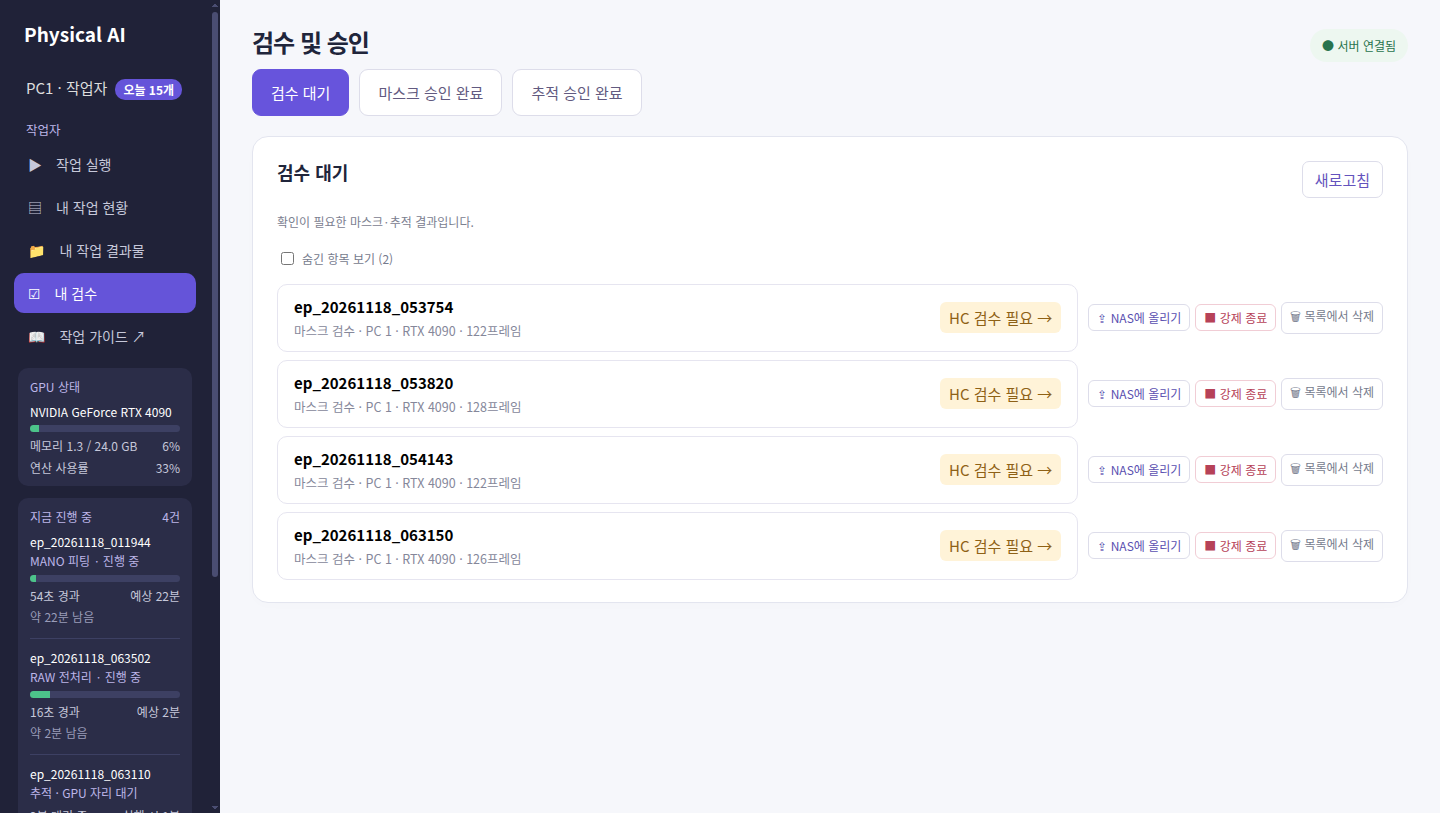 Physical AI
PC1 · 작업자 오늘 15개
작업자
▶ 작업 실행
▤ 내 작업 현황
📁 내 작업 결과물
☑ 내 검수
📖 작업 가이드 ↗
GPU 상태
NVIDIA GeForce RTX 4090
메모리 1.3 / 24.0 GB 6%
연산 사용률 33%
지금 진행 중 4건
ep_20261118_011944
MANO 피팅 · 진행 중
54초 경과 예상 22분
약 22분 남음
ep_20261118_063502
RAW 전처리 · 진행 중
16초 경과 예상 2분
약 2분 남음
ep_20261118_063110
추적 · GPU 자리 대기
검수 및 승인
● 서버 연결됨
검수 대기 마스크 승인 완료 추적 승인 완료
검수 대기
새로고침
확인이 필요한 마스크·추적 결과입니다.
숨긴 항목 보기 (2)
ep_20261118_053754
마스크 검수 · PC 1 · RTX 4090 · 122프레임
HC 검수 필요 → ⇪ NAS에 올리기 ■ 강제 종료 🗑 목록에서 삭제
ep_20261118_053820
마스크 검수 · PC 1 · RTX 4090 · 128프레임
HC 검수 필요 → ⇪ NAS에 올리기 ■ 강제 종료 🗑 목록에서 삭제
ep_20261118_054143
마스크 검수 · PC 1 · RTX 4090 · 122프레임
HC 검수 필요 → ⇪ NAS에 올리기 ■ 강제 종료 🗑 목록에서 삭제
ep_20261118_063150
마스크 검수 · PC 1 · RTX 4090 · 126프레임
HC 검수 필요 → ⇪ NAS에 올리기 ■ 강제 종료 🗑 목록에서 삭제